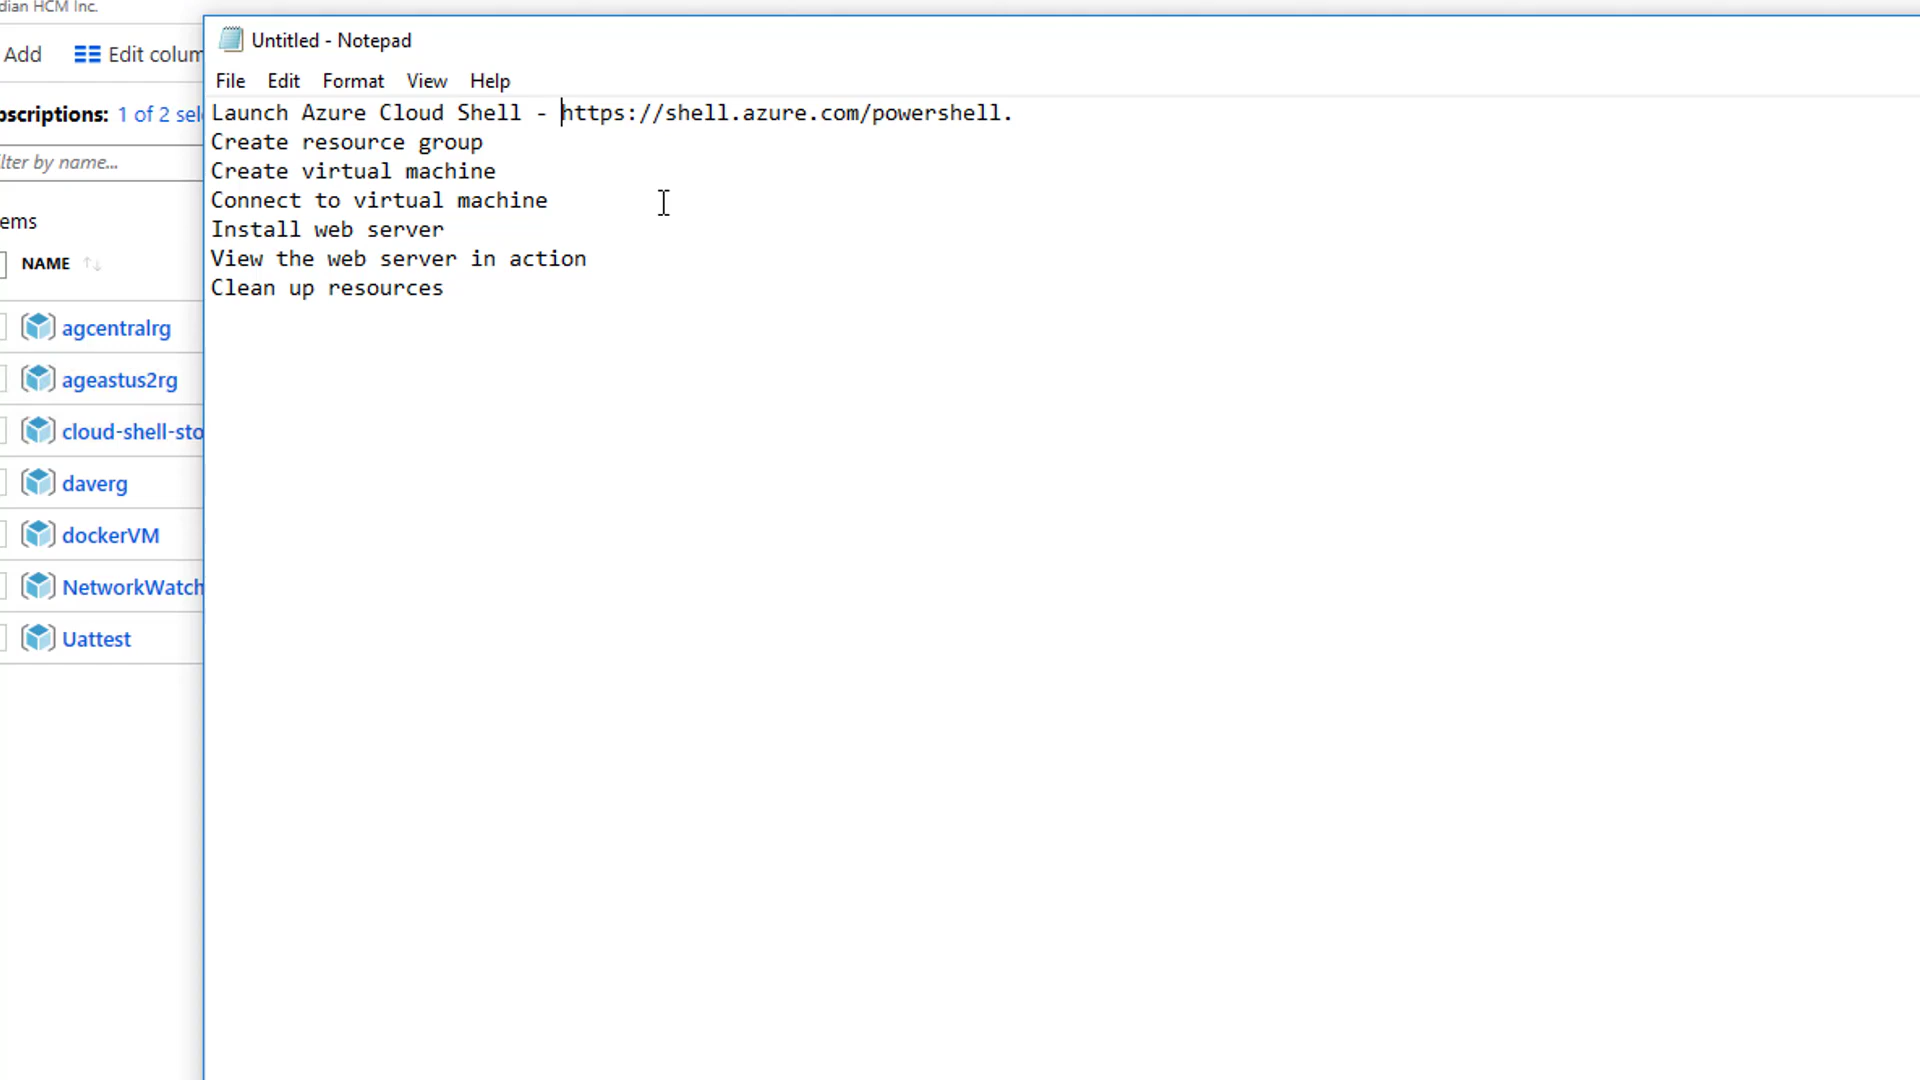 dian HCM Inc.
Add Edit colum
Untitled - Notepad
File Edit Format View Help
oscriptions: 1 of 2 sel
Launch Azure Cloud Shell - https://shell.azure.com/powershell.
Create resource group
Create virtual machine
Connect to virtual machine
Install web server
View the web server in action
Clean up resources
lter by name...
ems
NAME
agcentralrg
ageastus2rg
cloud-shell-sto
daverg
dockerVM
NetworkWatch
Uattest